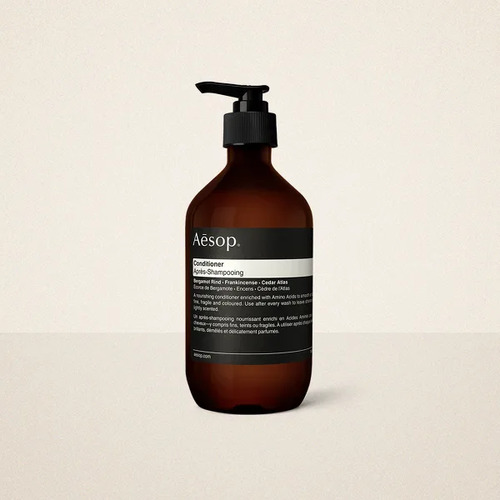 Aēsop®
Conditioner
Après-Shampooing
Bergamot Rind • Frankincense • Cedar Atlas
Écorce de Bergamote • Encens • Cèdre de l'Atlas
A nourishing conditioner enriched with Amino Acids to smooth
fine, fragile and coloured. Use after every wash to leave
lightly scented.
Un après-shampooing nourrissant enrichi en Acides Aminés
cheveux—y compris fins, teints ou fragiles. À utiliser après
brillants, démêlés et délicatement parfumés.
aesop.com